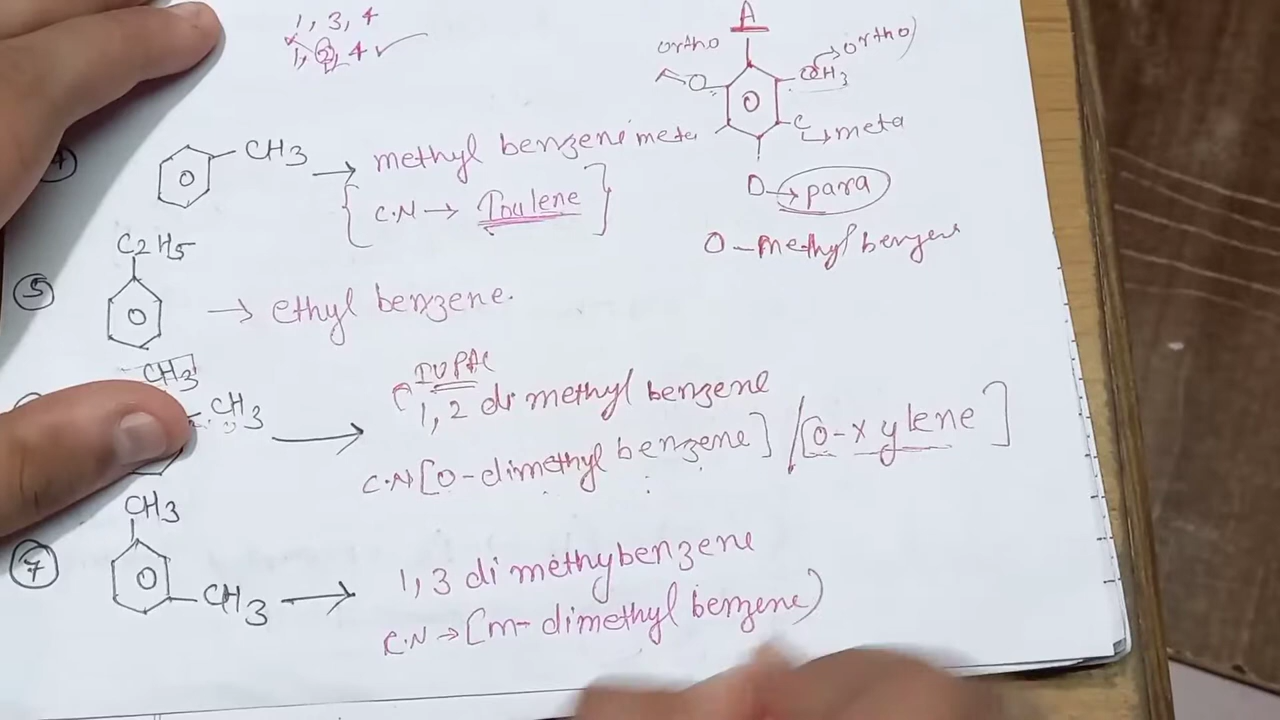 1, 3, 4
1, 2, 4 ✓
A
ortho
CH3 → ortho)
O
C → meta
meta
D → para
O - methyl benzene
CH3 → methyl benzene
{ C.N → Toulene }
5
C2H5
→ ethyl benzene.
CH3
CH3
IUPAC
1, 2 di methyl benzene
C.N [O-dimethyl benzene] / [O-xylene]
7
CH3
CH3 → 1, 3 di methybenzene
C.N → [m- dimethyl benzene)